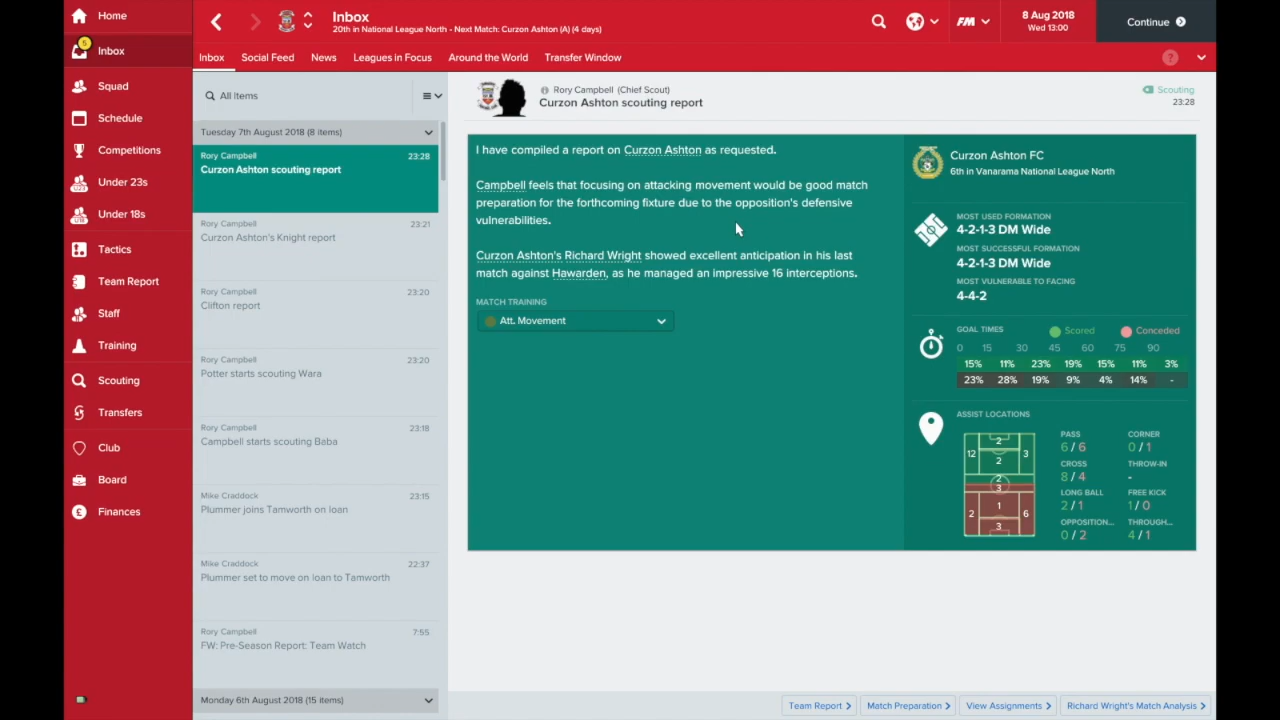 Home
5
Inbox
Squad
Schedule
Competitions
Under 23s
Under 18s
Tactics
Team Report
Staff
Training
Scouting
Transfers
Club
Board
Finances
Inbox
20th in National League North - Next Match: Curzon Ashton (A) (4 days)
FM
8 Aug 2018
Wed 13:00
Continue
Inbox
Social Feed
News
Leagues in Focus
Around the World
Transfer Window
?
All Items
Tuesday 7th August 2018 (8 items)
Rory Campbell 23:28
Curzon Ashton scouting report
Rory Campbell 23:21
Curzon Ashton's Knight report
Rory Campbell 23:20
Clifton report
Rory Campbell 23:20
Potter starts scouting Wara
Rory Campbell 23:18
Campbell starts scouting Baba
Mike Craddock 23:15
Plummer joins Tamworth on loan
Mike Craddock 22:37
Plummer set to move on loan to Tamworth
Rory Campbell 7:55
FW: Pre-Season Report: Team Watch
Monday 6th August 2018 (15 items)
Rory Campbell (Chief Scout)
Curzon Ashton scouting report
Scouting
23:28
I have compiled a report on Curzon Ashton as requested.
Campbell feels that focusing on attacking movement would be good match
preparation for the forthcoming fixture due to the opposition's defensive
vulnerabilities.
Curzon Ashton's Richard Wright showed excellent anticipation in his last
match against Hawarden, as he managed an impressive 16 interceptions.
MATCH TRAINING
Att. Movement
Curzon Ashton FC
6th in Vanarama National League North
MOST USED FORMATION
4-2-1-3 DM Wide
MOST SUCCESSFUL FORMATION
4-2-1-3 DM Wide
MOST VULNERABLE TO FACING
4-4-2
GOAL TIMES Scored Conceded
0 15 30 45 60 75 90
15% 11% 23% 19% 15% 11% 3%
23% 28% 19% 9% 4% 14% -
ASSIST LOCATIONS
2
12 3
2
2
3
1
2 6
3
PASS CORNER
6 / 6 0 / 1
CROSS THROW-IN
8 / 4 -
LONG BALL FREE KICK
2 / 1 1 / 0
OPPOSITION... THROUGH...
0 / 2 4 / 1
Team Report
Match Preparation
View Assignments
Richard Wright's Match Analysis